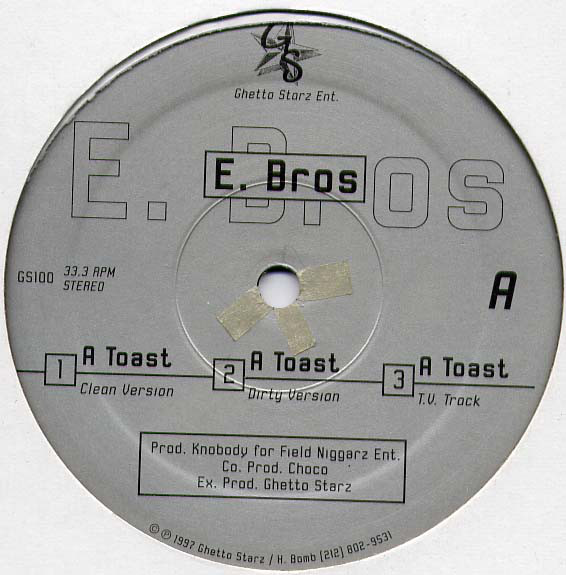 GS
Ghetto Starz Ent.
E. Bros
E. Bros
GS100
33.3 RPM
STEREO
A
1 A Toast
Clean Version
2 A Toast
Dirty Version
3 A Toast
T.V. Track
Prod. Knobody for Field Niggarz Ent.
Co. Prod. Choco
Ex. Prod. Ghetto Starz
© ℗ 1997 Ghetto Starz / H. Bomb (212) 802-9531